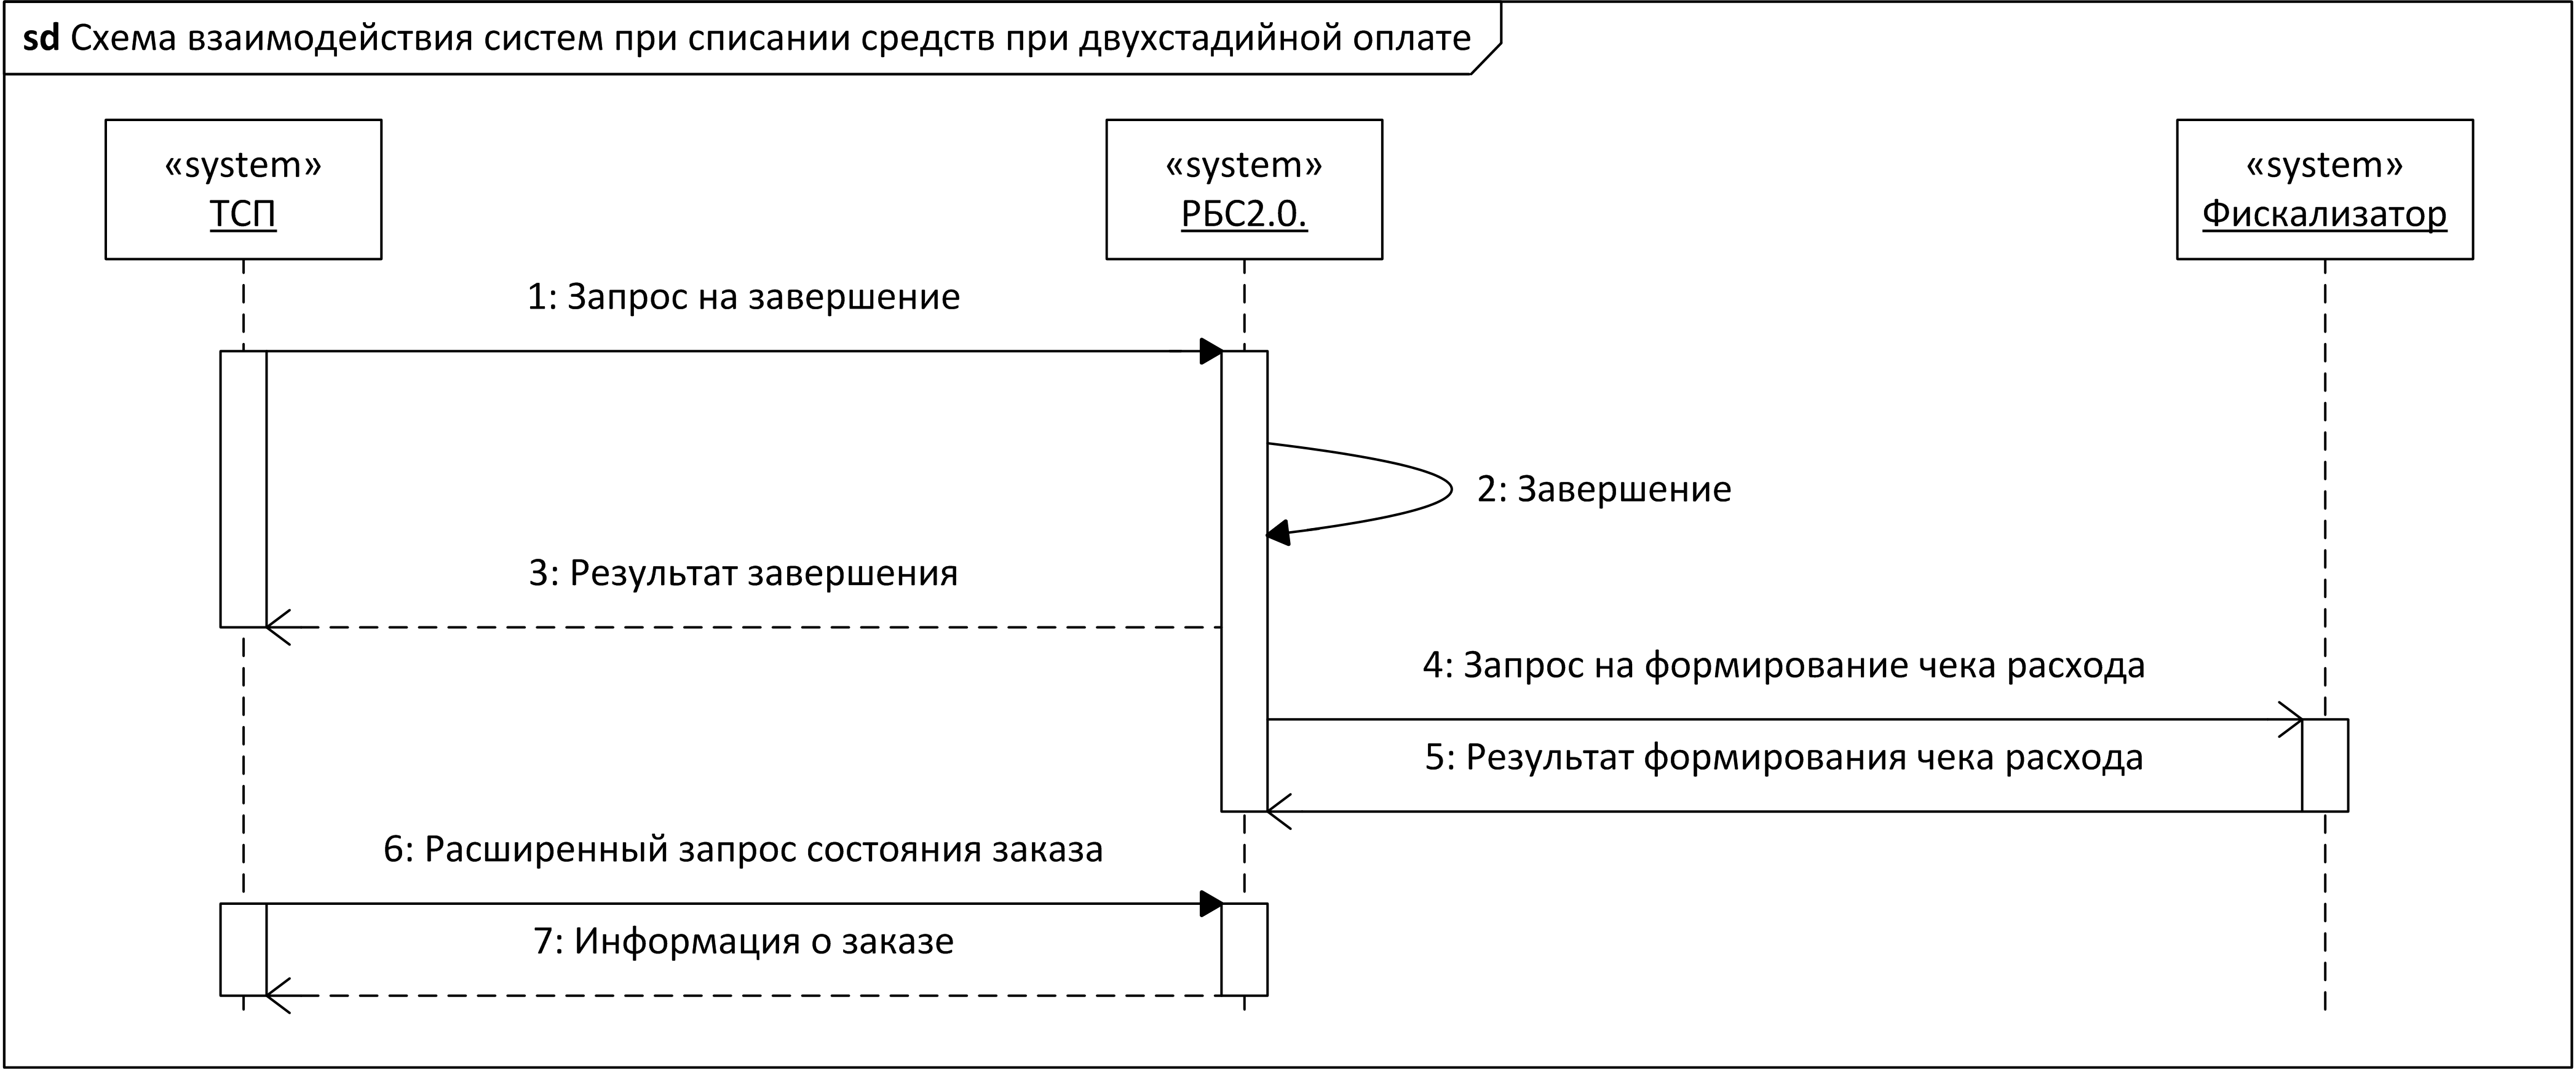 sd Схема взаимодействия систем при списании средств при двухстадийной оплате
«system»
ТСП
«system»
РБС2.0.
«system»
Фискализатор
1: Запрос на завершение
2: Завершение
3: Результат завершения
4: Запрос на формирование чека расхода
5: Результат формирования чека расхода
6: Расширенный запрос состояния заказа
7: Информация о заказе